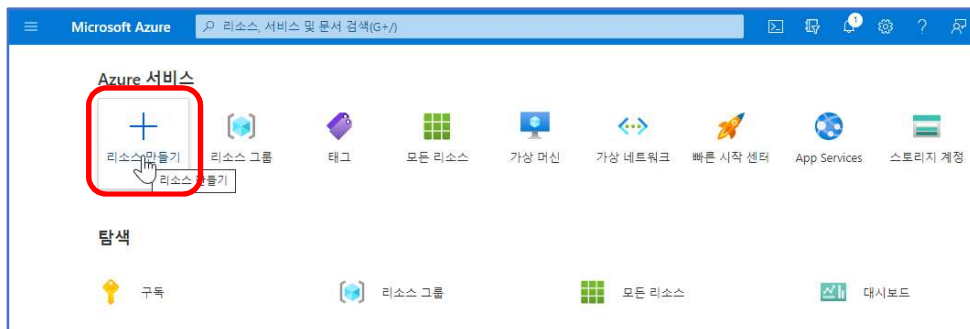 Microsoft Azure
리소스, 서비스 및 문서 검색(G+/)
1
Azure 서비스
리소스 만들기
리소스 그룹
태그
모든 리소스
가상 머신
가상 네트워크
빠른 시작 센터
App Services
스토리지 계정
리소스 만들기
탐색
구독
리소스 그룹
모든 리소스
대시보드